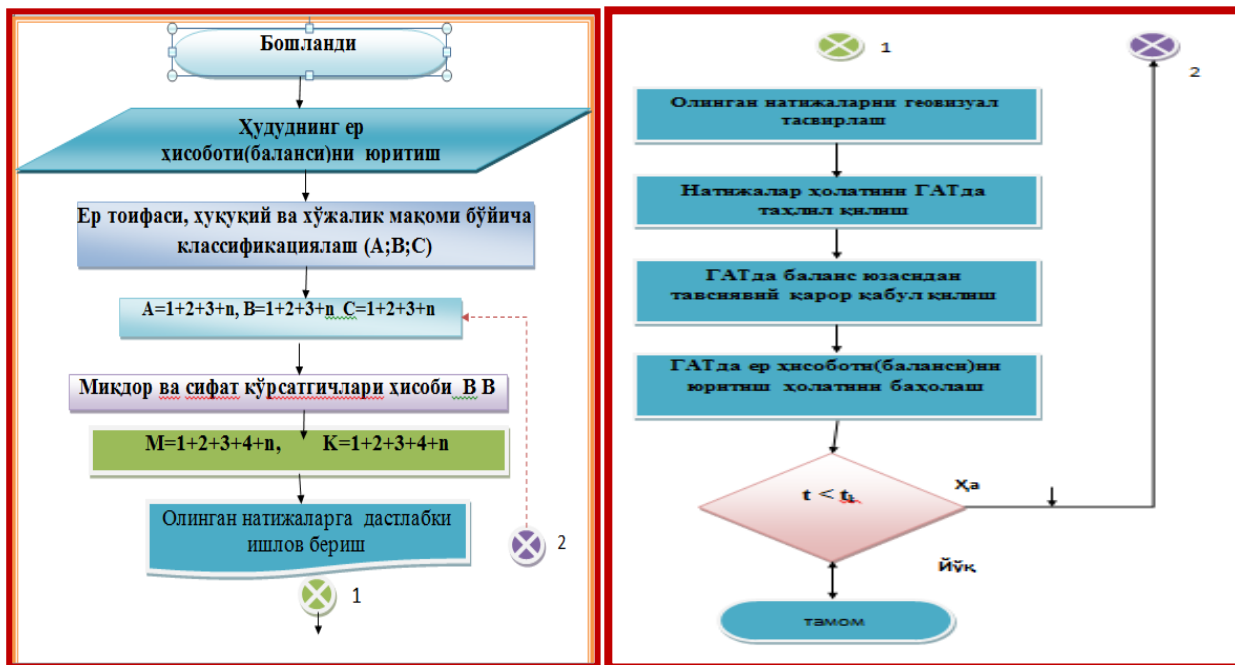 Бошланди
Ҳудуднинг ер
ҳисоботи(баланси)ни юритиш
Ер тоифаси, ҳуқуқий ва хўжалик мақоми бўйича
классификациялаш (А;В;С)
А=1+2+3+n, В=1+2+3+n С=1+2+3+n
Миқдор ва сифат кўрсатгичлари ҳисоби В В
М=1+2+3+4+n, К=1+2+3+4+n
Олинган натижаларга дастлабки
ишлов бериш
2
1
1
2
Олинган натижаларни геовизуал
тасвирлаш
Натижалар ҳолатини ГАТда
таҳлил қилиш
ГАТда баланс юзасидан
тавсиявий қарор қабул қилиш
ГАТда ер ҳисоботи(баланси)ни
юритиш ҳолатини баҳолаш
t < tₖ
Ҳа
Йўқ
тамом